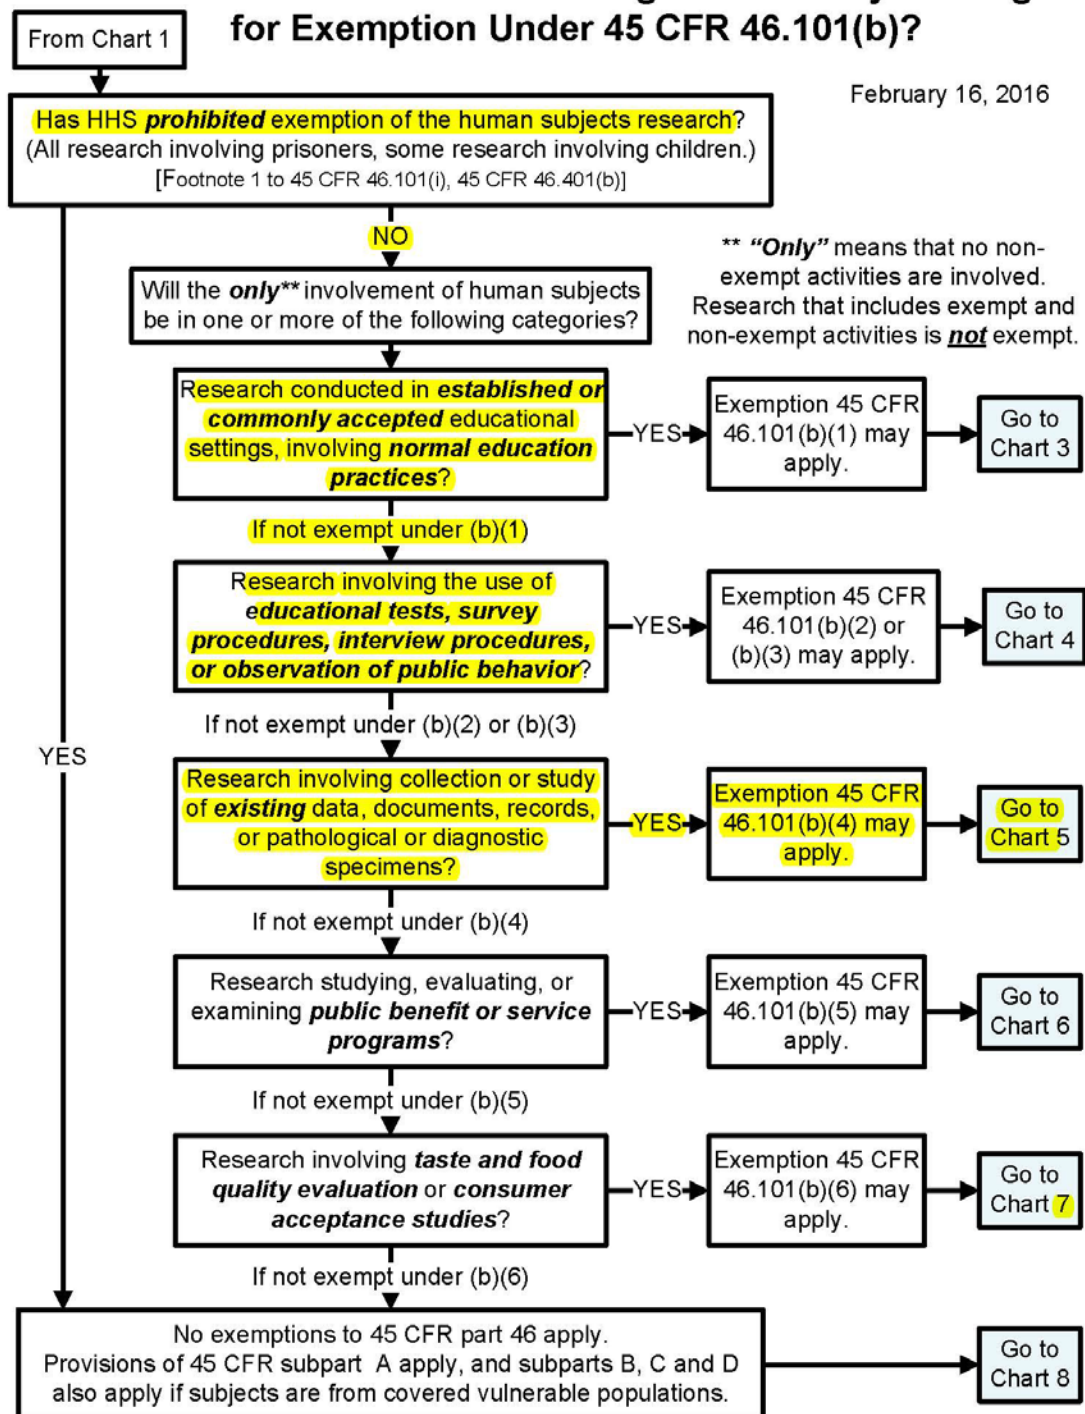 for Exemption Under 45 CFR 46.101(b)?
From Chart 1
February 16, 2016
Has HHS prohibited exemption of the human subjects research?
(All research involving prisoners, some research involving children.)
[Footnote 1 to 45 CFR 46.101(i), 45 CFR 46.401(b)]
NO
** “Only” means that no non-
exempt activities are involved.
Research that includes exempt and
non-exempt activities is not exempt.
Will the only** involvement of human subjects
be in one or more of the following categories?
Research conducted in established or
commonly accepted educational
settings, involving normal education
practices?
YES
Exemption 45 CFR
46.101(b)(1) may
apply.
Go to
Chart 3
If not exempt under (b)(1)
Research involving the use of
educational tests, survey
procedures, interview procedures,
or observation of public behavior?
YES
Exemption 45 CFR
46.101(b)(2) or
(b)(3) may apply.
Go to
Chart 4
If not exempt under (b)(2) or (b)(3)
YES
Research involving collection or study
of existing data, documents, records,
or pathological or diagnostic
specimens?
YES
Exemption 45 CFR
46.101(b)(4) may
apply.
Go to
Chart 5
If not exempt under (b)(4)
Research studying, evaluating, or
examining public benefit or service
programs?
YES
Exemption 45 CFR
46.101(b)(5) may
apply.
Go to
Chart 6
If not exempt under (b)(5)
Research involving taste and food
quality evaluation or consumer
acceptance studies?
YES
Exemption 45 CFR
46.101(b)(6) may
apply.
Go to
Chart 7
If not exempt under (b)(6)
No exemptions to 45 CFR part 46 apply.
Provisions of 45 CFR subpart A apply, and subparts B, C and D
also apply if subjects are from covered vulnerable populations.
Go to
Chart 8